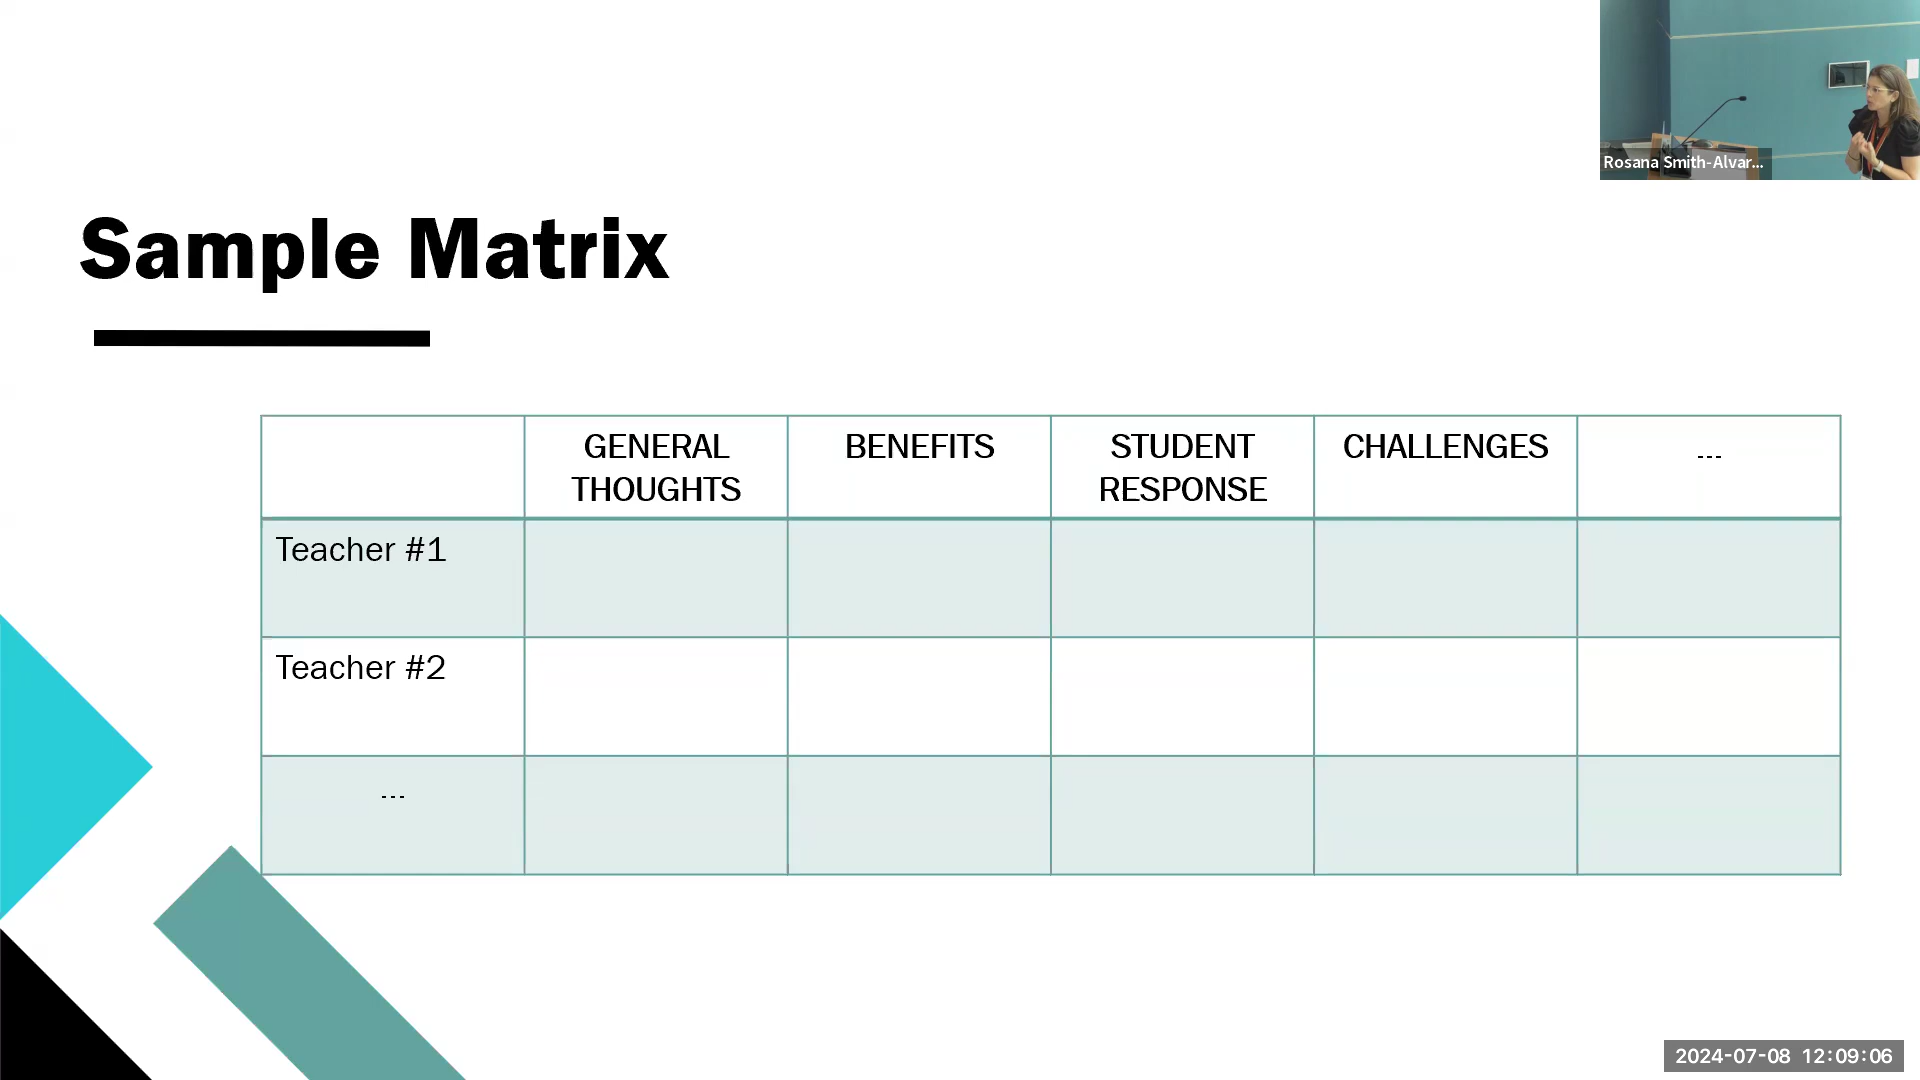 Rosana Smith-Alvar...
Sample Matrix
GENERAL
THOUGHTS
BENEFITS
STUDENT
RESPONSE
CHALLENGES
...
Teacher #1
Teacher #2
...
2024-07-08 12:09:06